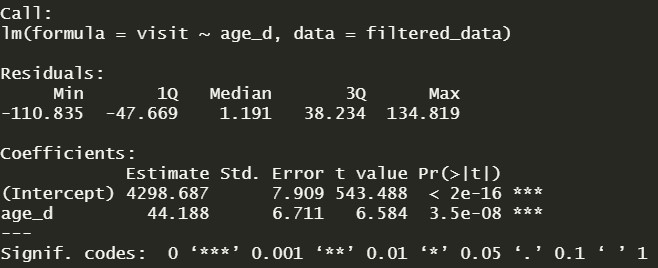 Call:
lm(formula = visit ~ age_d, data = filtered_data)
Residuals:
Min 1Q Median 3Q Max
-110.835 -47.669 1.191 38.234 134.819
Coefficients:
Estimate Std. Error t value Pr(>|t|)
(Intercept) 4298.687 7.909 543.488 < 2e-16 ***
age_d 44.188 6.711 6.584 3.5e-08 ***
---
Signif. codes: 0 ‘***’ 0.001 ‘**’ 0.01 ‘*’ 0.05 ‘.’ 0.1 ‘ ’ 1